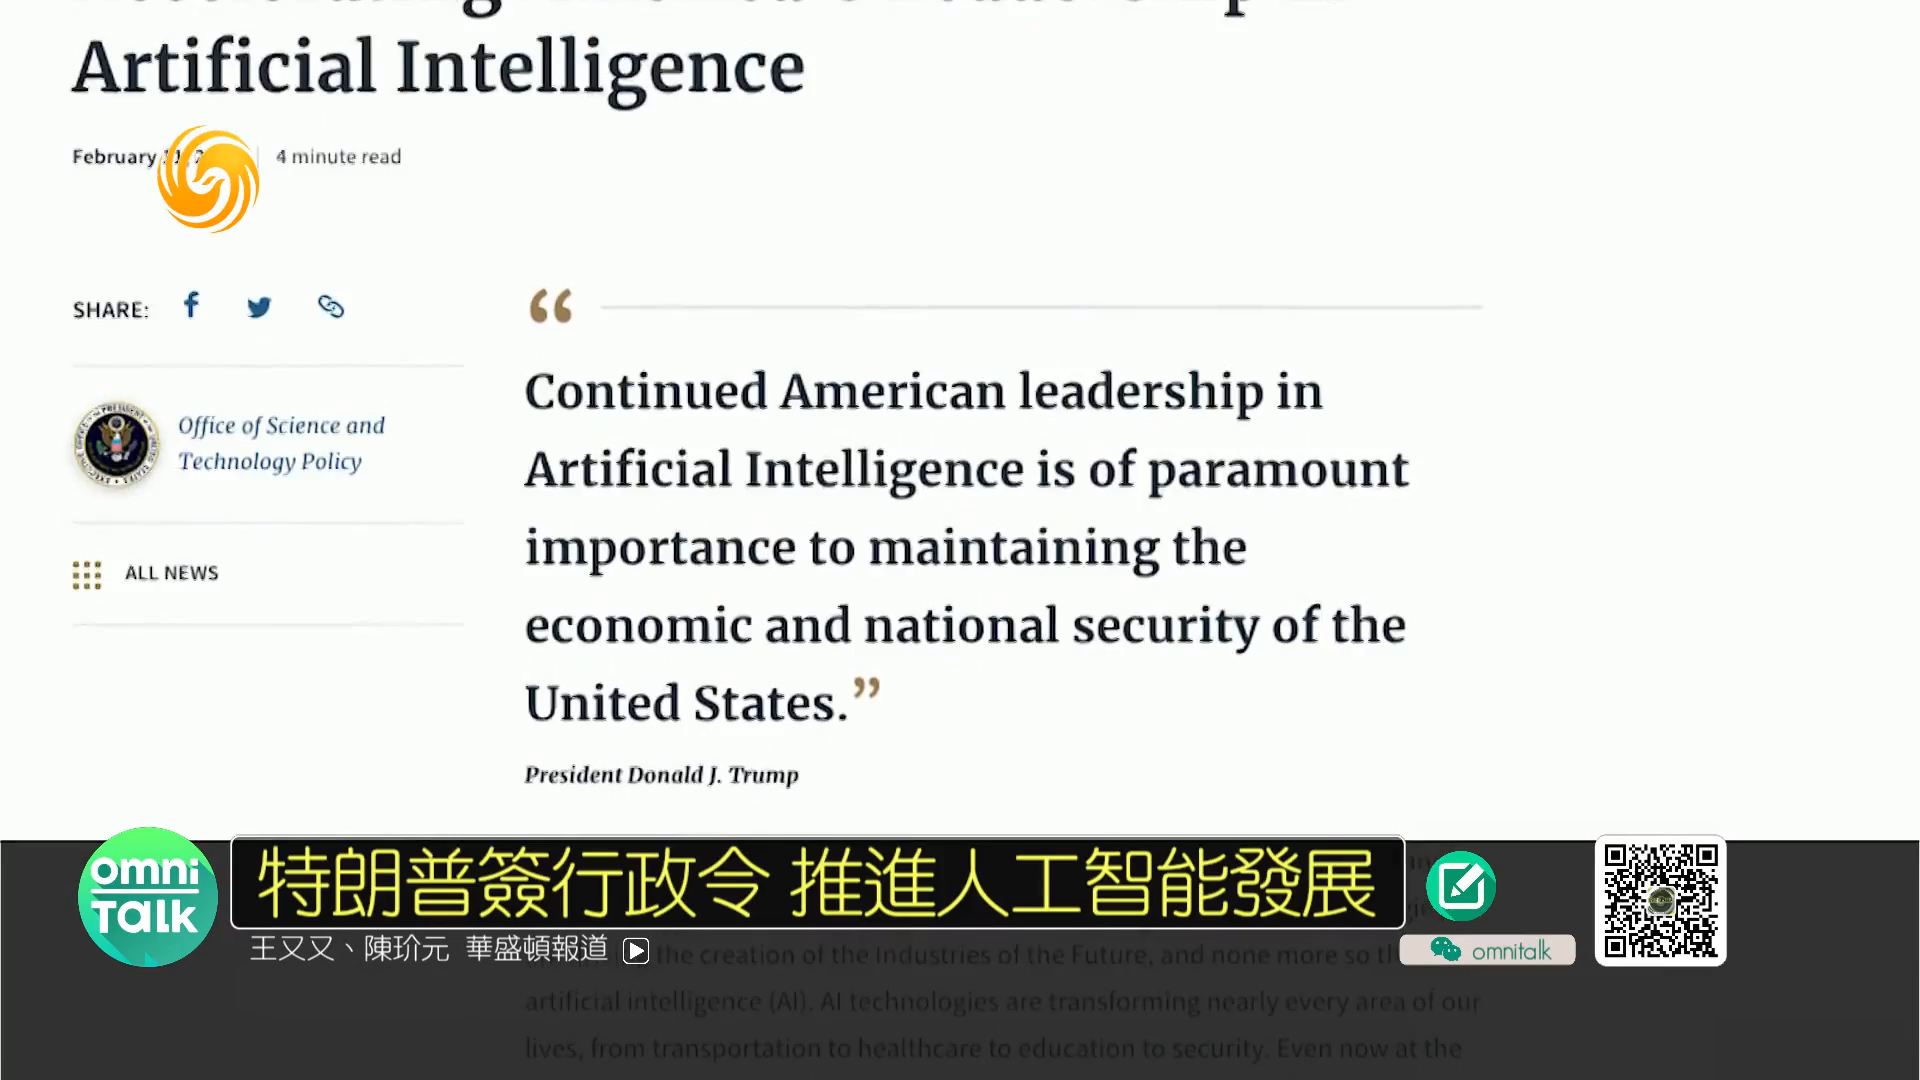 Artificial Intelligence
February
4 minute read
SHARE:
Office of Science and
Technology Policy
ALL NEWS
“
Continued American leadership in
Artificial Intelligence is of paramount
importance to maintaining the
economic and national security of the
United States.”
President Donald J. Trump
omni
Talk
特朗普簽行政令 推進人工智能發展
王又又、陳玠元 華盛頓報道
omnitalk
the creation of the Industries of the Future, and none more so
artificial intelligence (AI). AI technologies are transforming nearly every area of our
lives, from transportation to healthcare to education to security. Even now at the